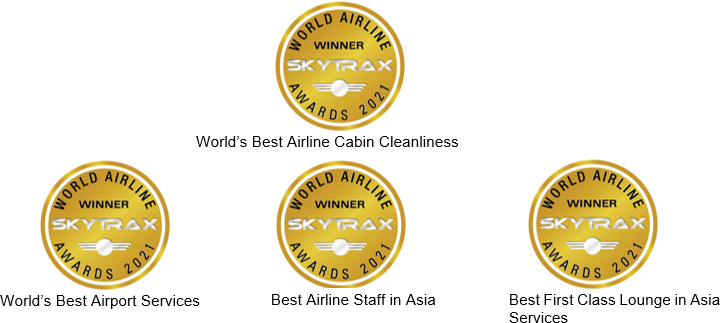 WORLD AIRLINE
WINNER
SKYTRAX
AWARDS 2021
World's Best Airline Cabin Cleanliness
WORLD AIRLINE
WINNER
SKYTRAX
AWARDS 2021
World's Best Airport Services
WORLD AIRLINE
WINNER
SKYTRAX
AWARDS 2021
Best Airline Staff in Asia
WORLD AIRLINE
WINNER
SKYTRAX
AWARDS 2021
Best First Class Lounge in Asia
Services